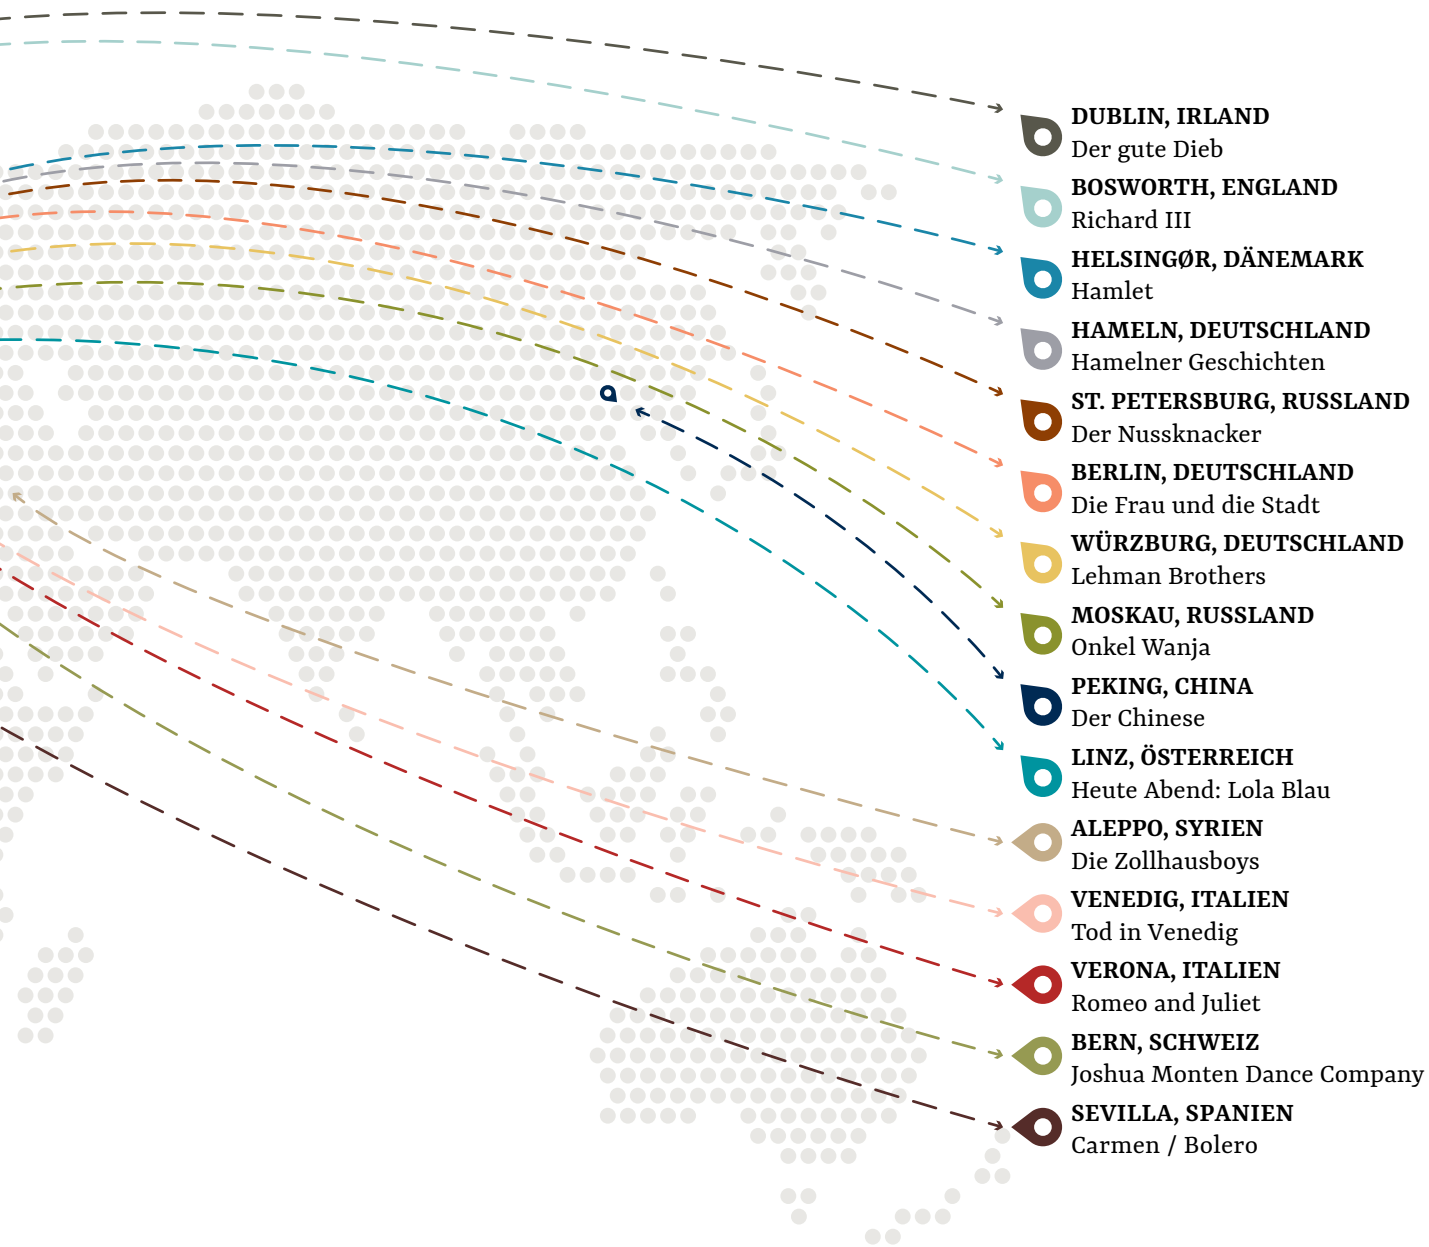 DUBLIN, IRLAND
Der gute Dieb
BOSWORTH, ENGLAND
Richard III
HELSINGØR, DÄNEMARK
Hamlet
HAMELN, DEUTSCHLAND
Hamelner Geschichten
ST. PETERSBURG, RUSSLAND
Der Nussknacker
BERLIN, DEUTSCHLAND
Die Frau und die Stadt
WÜRZBURG, DEUTSCHLAND
Lehman Brothers
MOSKAU, RUSSLAND
Onkel Wanja
PEKING, CHINA
Der Chinese
LINZ, ÖSTERREICH
Heute Abend: Lola Blau
ALEPPO, SYRIEN
Die Zollhausboys
VENEDIG, ITALIEN
Tod in Venedig
VERONA, ITALIEN
Romeo and Juliet
BERN, SCHWEIZ
Joshua Monten Dance Company
SEVILLA, SPANIEN
Carmen / Bolero